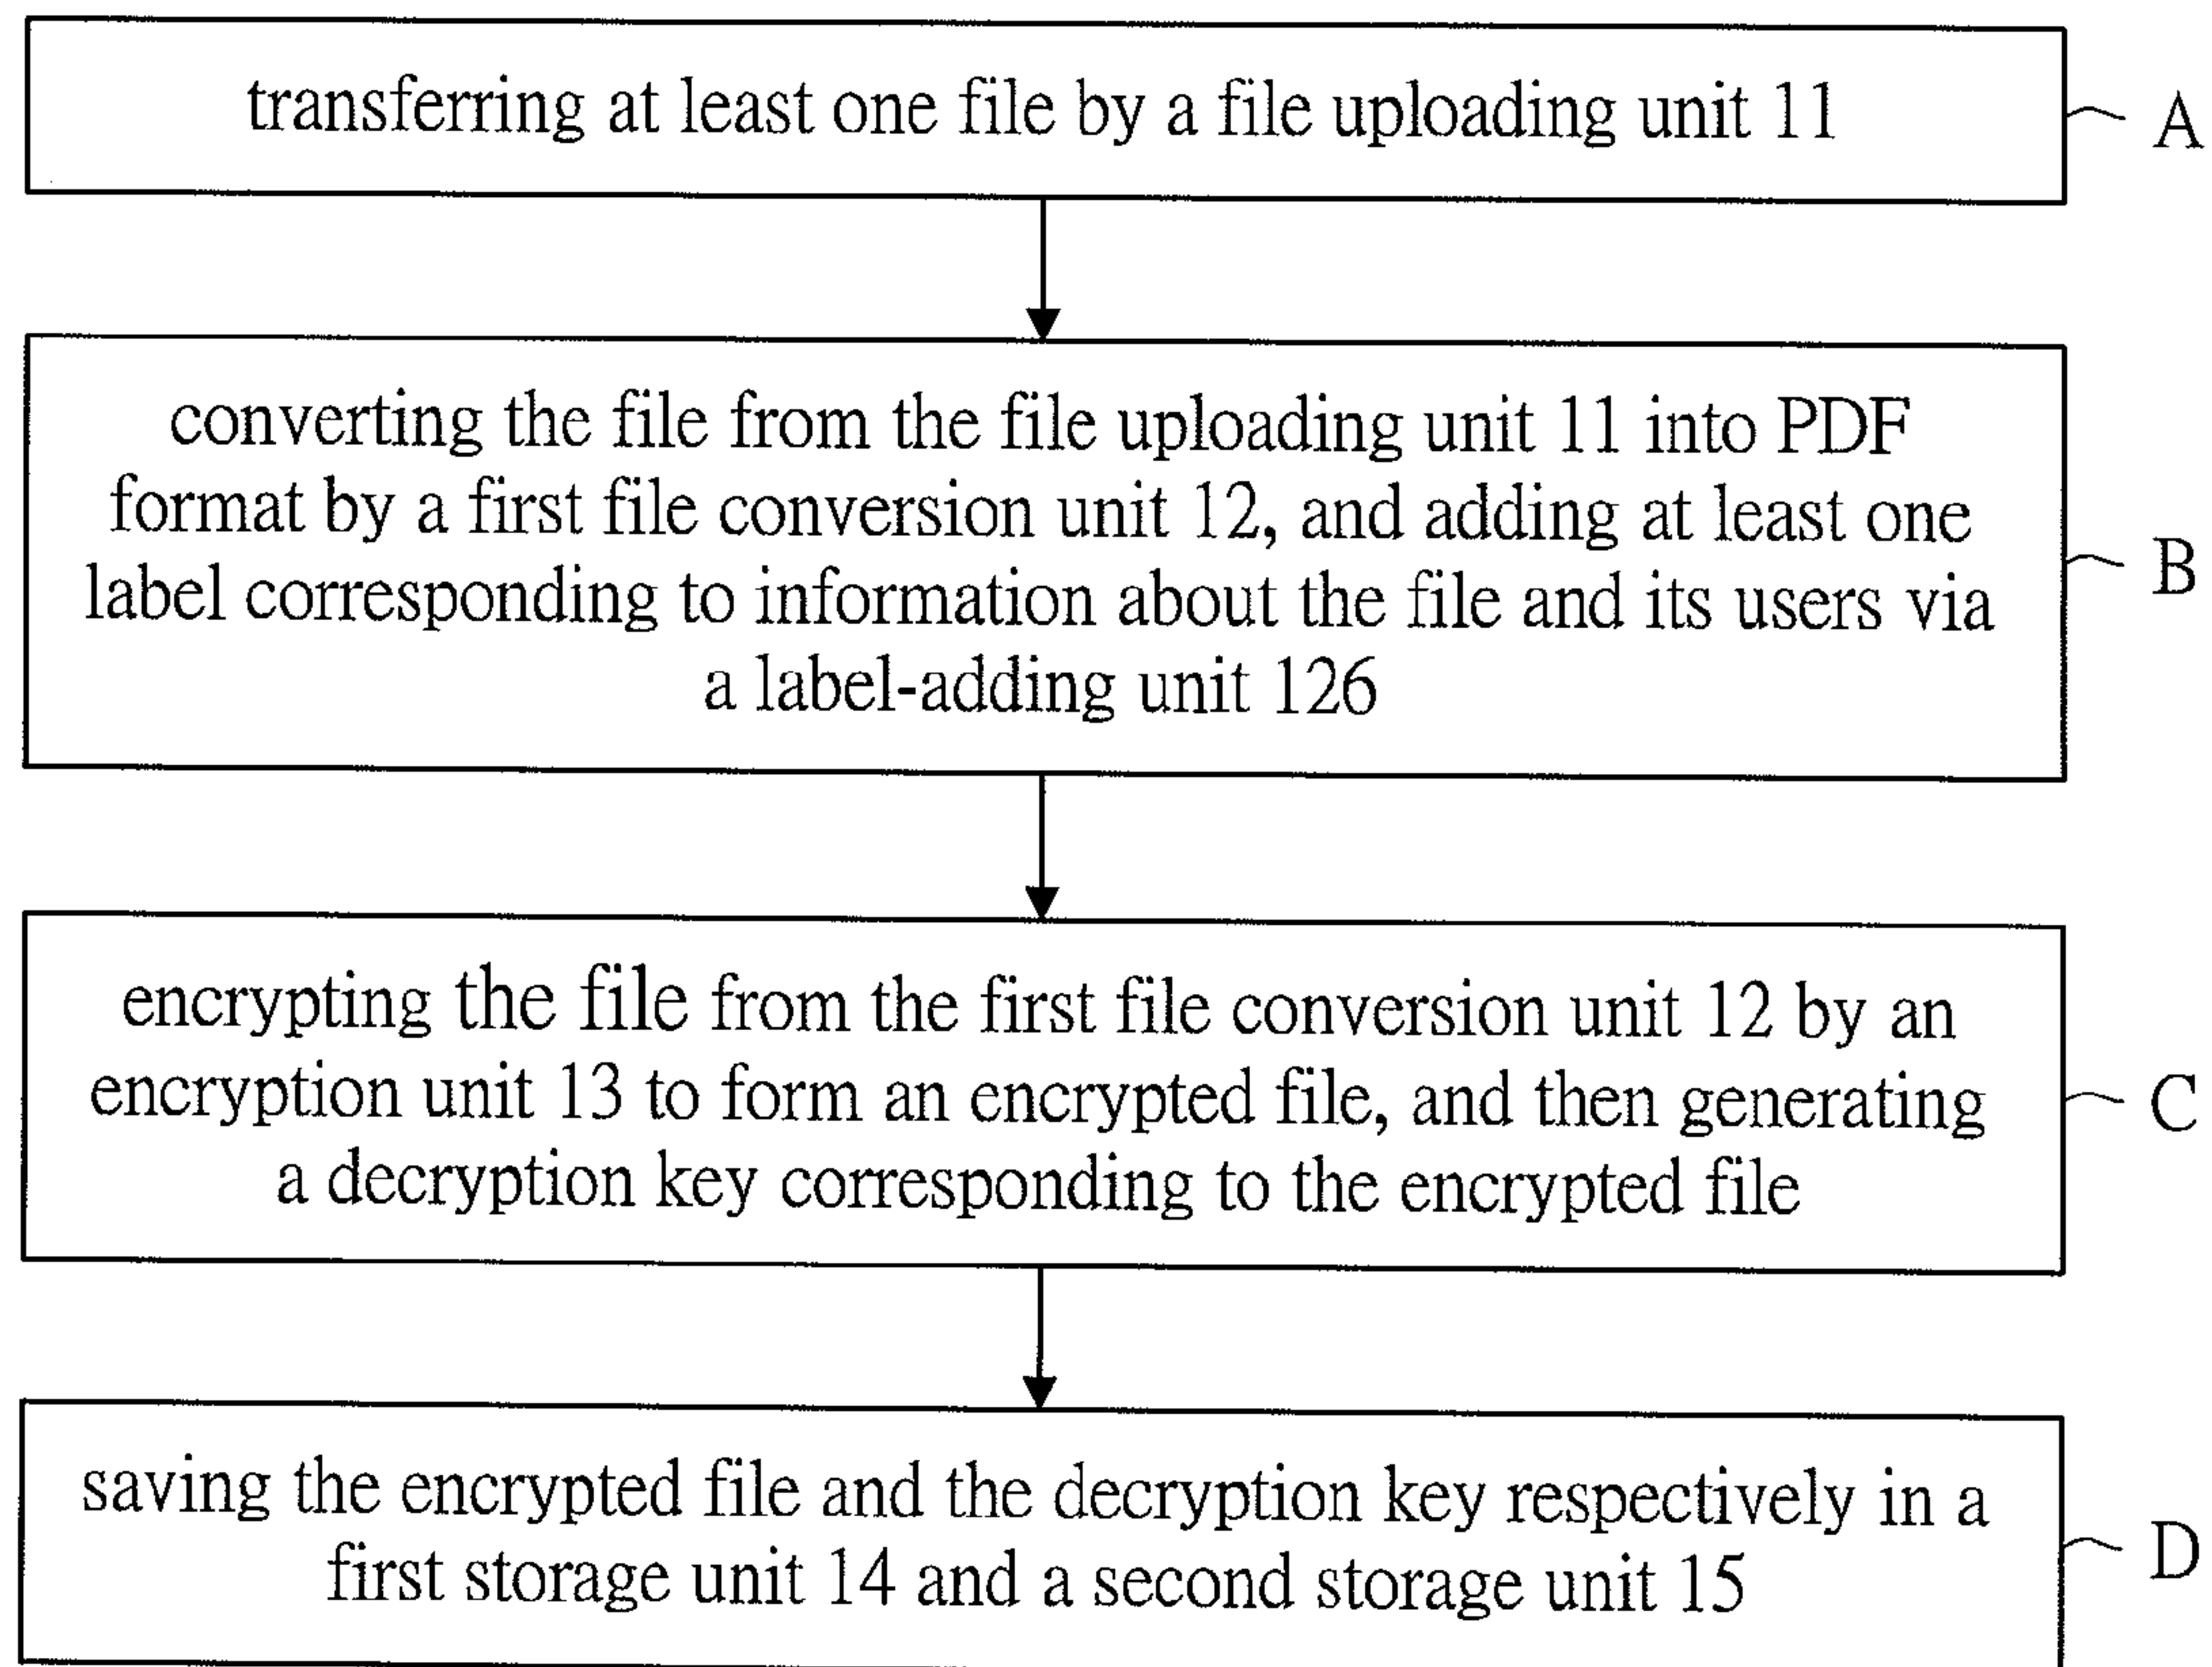 transferring at least one file by a file uploading unit 11
A
converting the file from the file uploading unit 11 into PDF
format by a first file conversion unit 12, and adding at least one
label corresponding to information about the file and its users via
a label-adding unit 126
B
encrypting the file from the first file conversion unit 12 by an
encryption unit 13 to form an encrypted file, and then generating
a decryption key corresponding to the encrypted file
C
saving the encrypted file and the decryption key respectively in a
first storage unit 14 and a second storage unit 15
D